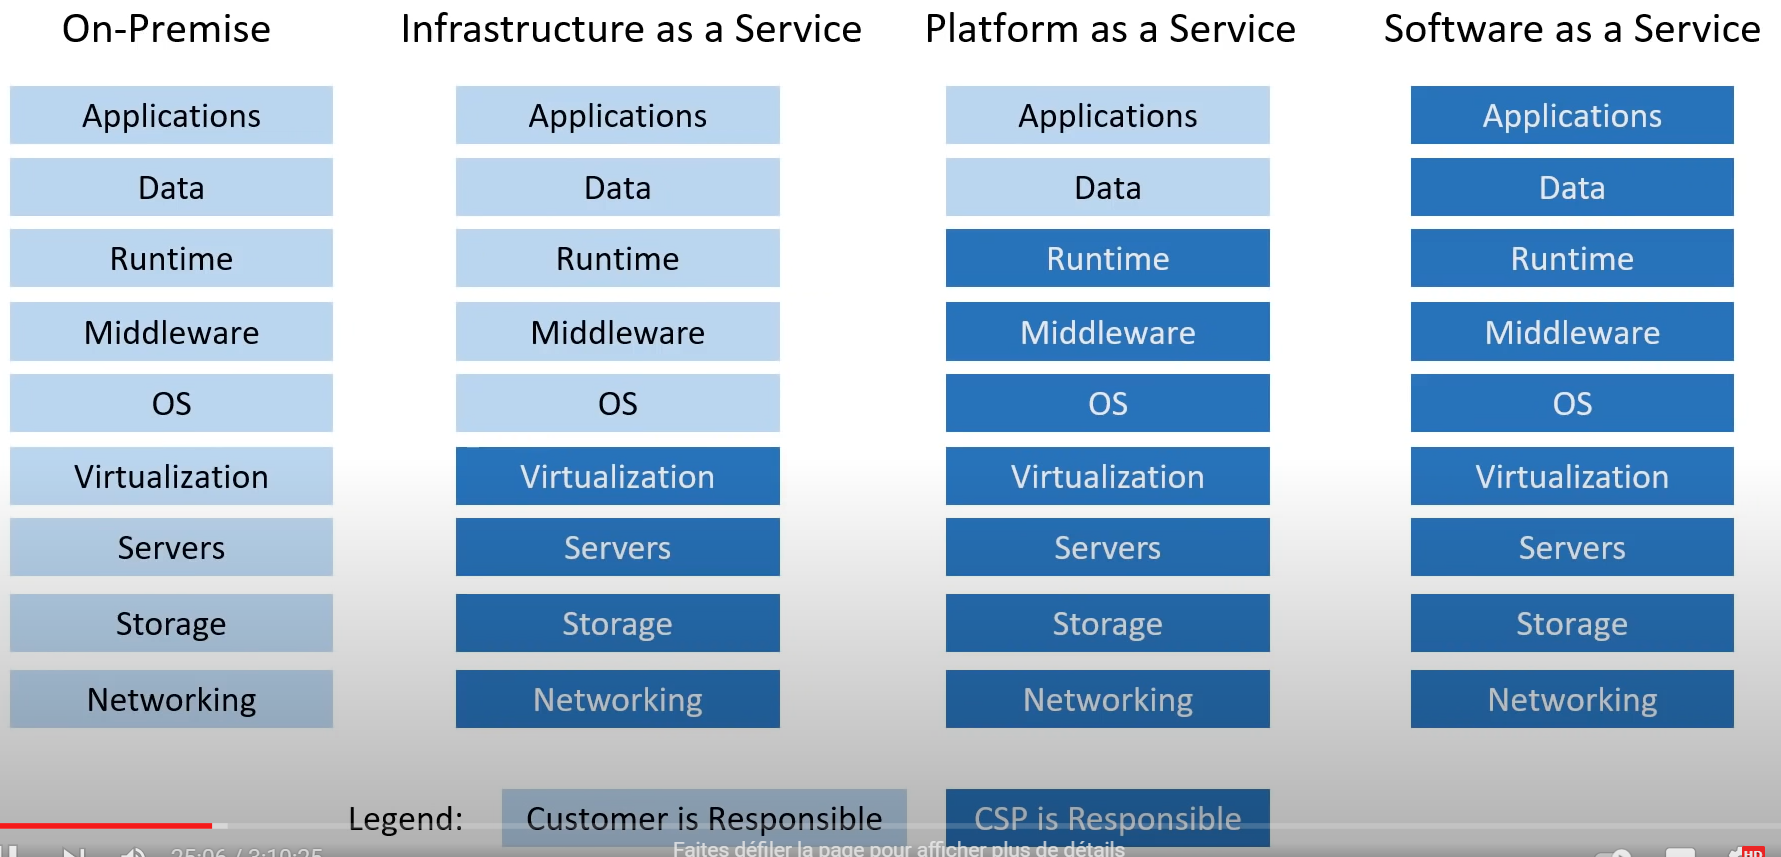 On-Premise Infrastructure as a Service Platform as a Service Software as a Service
Applications Applications Applications Applications
Data Data Data Data
Runtime Runtime Runtime Runtime
Middleware Middleware Middleware Middleware
OS OS OS OS
Virtualization Virtualization Virtualization Virtualization
Servers Servers Servers Servers
Storage Storage Storage Storage
Networking Networking Networking Networking
Legend: Customer is Responsible CSP is Responsible
25:06 / 3:10:25 Faites défiler la page pour afficher plus de détails HD